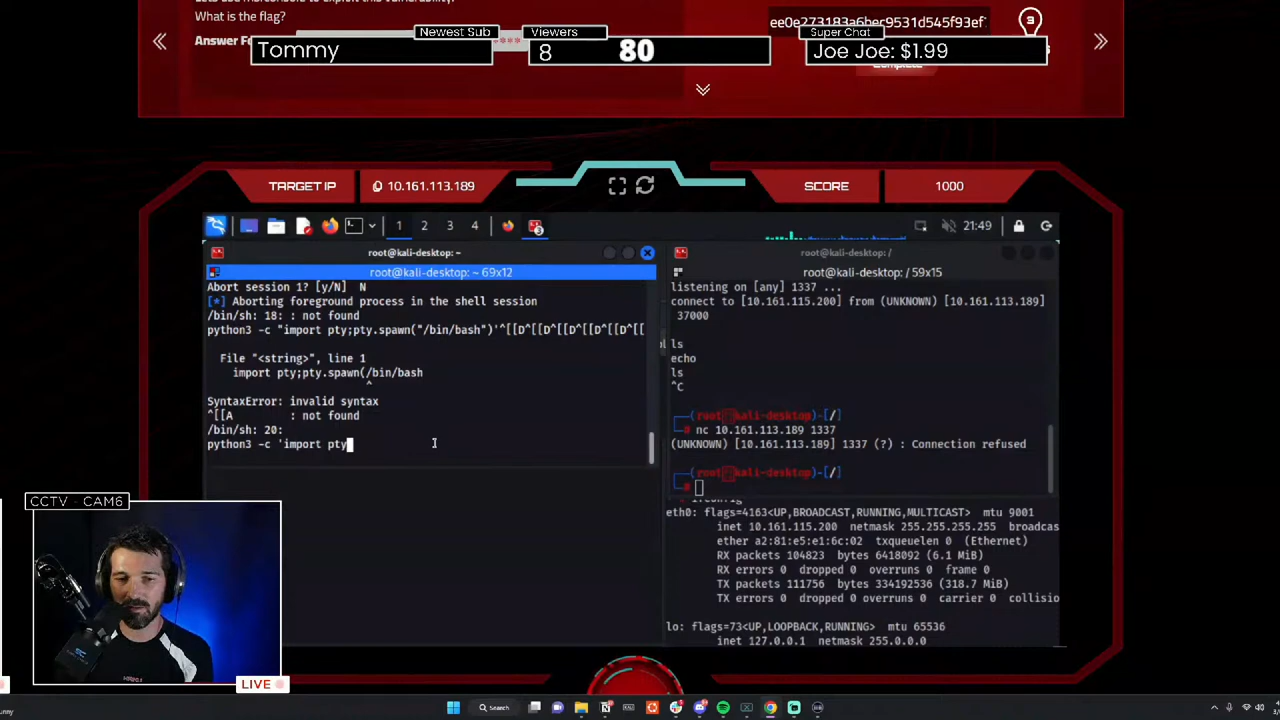 What is the flag?
ee0e273183a6bec9531d545f93ef
3
Newest Sub
Viewers
Super Chat
Tommy
8
80
Joe Joe: $1.99
TARGET IP
10.161.113.189
SCORE
1000
1
2
3
4
21:49
root@kali-desktop: ~
root@kali-desktop: ~ 69x12
Abort session 1? [y/N]  N
[*] Aborting foreground process in the shell session
/bin/sh: 18: : not found
python3 -c "import pty;pty.spawn("/bin/bash")'^[[D^[[D^[[D^[[D^[[D^[[
File "<string>", line 1
import pty;pty.spawn(/bin/bash
^
SyntaxError: invalid syntax
^[[A        : not found
/bin/sh: 20:
python3 -c 'import pty
root@kali-desktop: /
root@kali-desktop: / 59x15
listening on [any] 1337 ...
connect to [10.161.115.200] from (UNKNOWN) [10.161.113.189]
37000
ls
echo
ls
^C
┌──(root㉿kali-desktop)-[/]
└─# nc 10.161.113.189 1337
(UNKNOWN) [10.161.113.189] 1337 (?) : Connection refused
┌──(root㉿kali-desktop)-[/]
└─#
eth0: flags=4163<UP,BROADCAST,RUNNING,MULTICAST>  mtu 9001
inet 10.161.115.200  netmask 255.255.255.255  broadcas
ether a2:81:e5:e1:6c:02  txqueuelen 0  (Ethernet)
RX packets 104823  bytes 6418092 (6.1 MiB)
RX errors 0  dropped 0  overruns 0  frame 0
TX packets 111756  bytes 334192536 (318.7 MiB)
TX errors 0  dropped 0 overruns 0  carrier 0  collisio
lo: flags=73<UP,LOOPBACK,RUNNING>  mtu 65536
inet 127.0.0.1  netmask 255.0.0.0
CCTV - CAM6
LIVE
Search